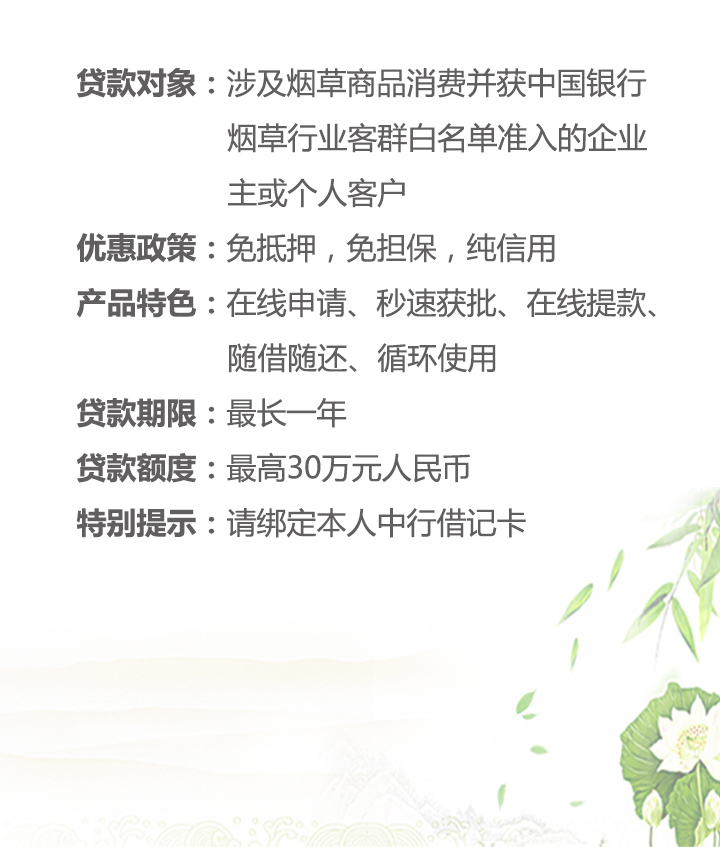 贷款对象：涉及烟草商品消费并获中国银行
烟草行业客群白名单准入的企业
主或个人客户
优惠政策：免抵押，免担保，纯信用
产品特色：在线申请、秒速获批、在线提款、
随借随还、循环使用
贷款期限：最长一年
贷款额度：最高30万元人民币
特别提示：请绑定本人中行借记卡